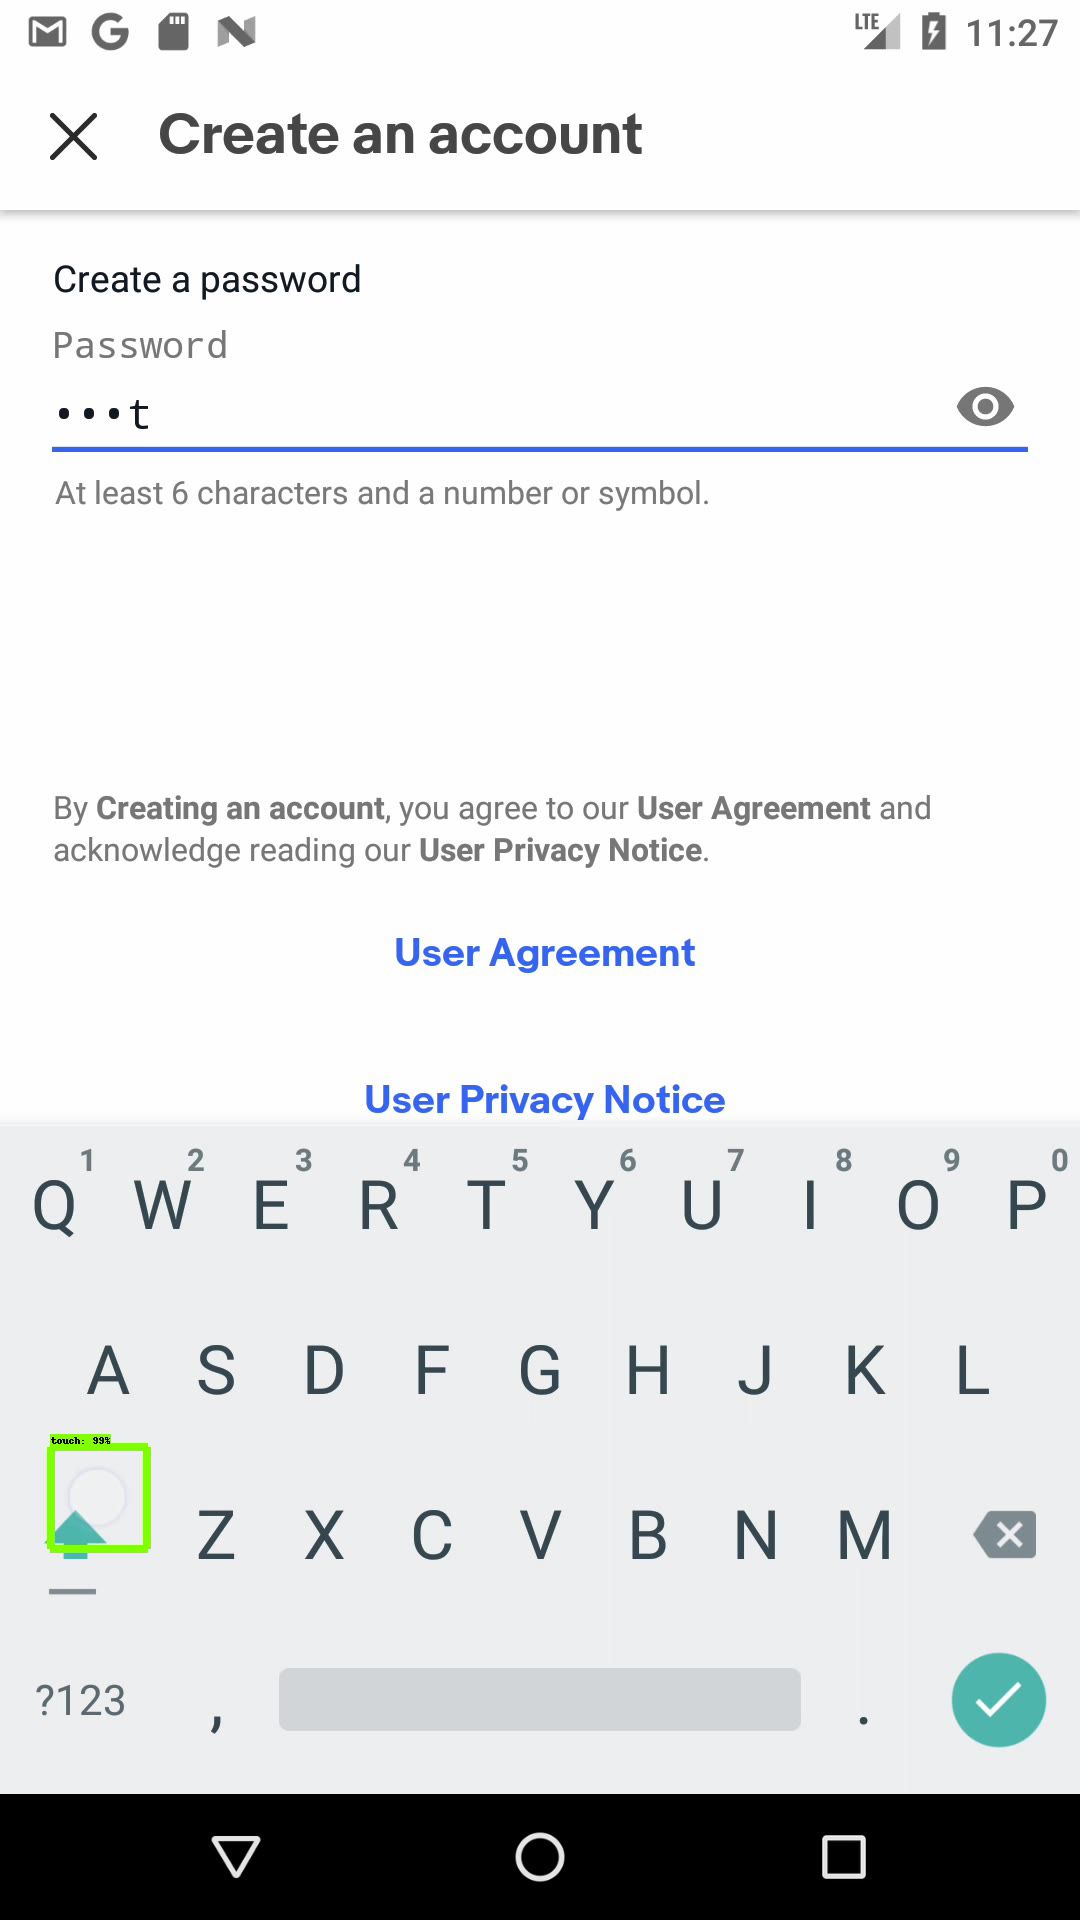 LTE 11:27
Create an account
Create a password
Password
•••t
At least 6 characters and a number or symbol.
By Creating an account, you agree to our User Agreement and
acknowledge reading our User Privacy Notice.
User Agreement
User Privacy Notice
1 2 3 4 5 6 7 8 9 0
Q W E R T Y U I O P
A S D F G H J K L
touch: 99%
Z X C V B N M
?123 , .